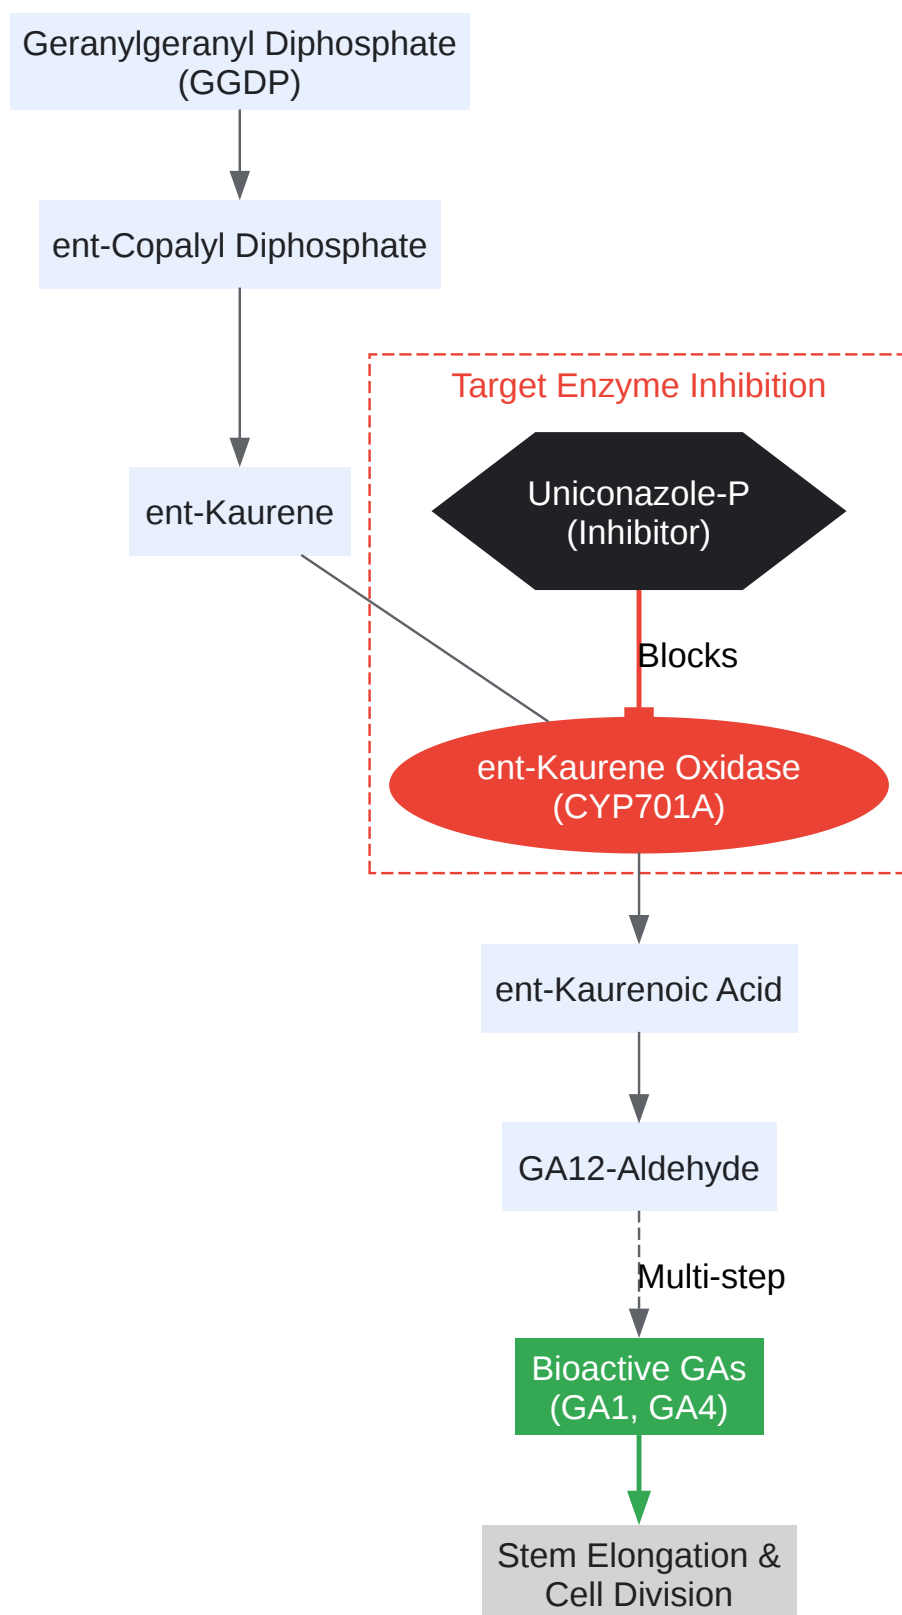 Geranylgeranyl Diphosphate
(GGDP)
ent-Copalyl Diphosphate
Target Enzyme Inhibition
Uniconazole-P
(Inhibitor)
ent-Kaurene
Blocks
ent-Kaurene Oxidase
(CYP701A)
ent-Kaurenoic Acid
GA12-Aldehyde
Multi-step
Bioactive GAs
(GA1, GA4)
Stem Elongation &
Cell Division